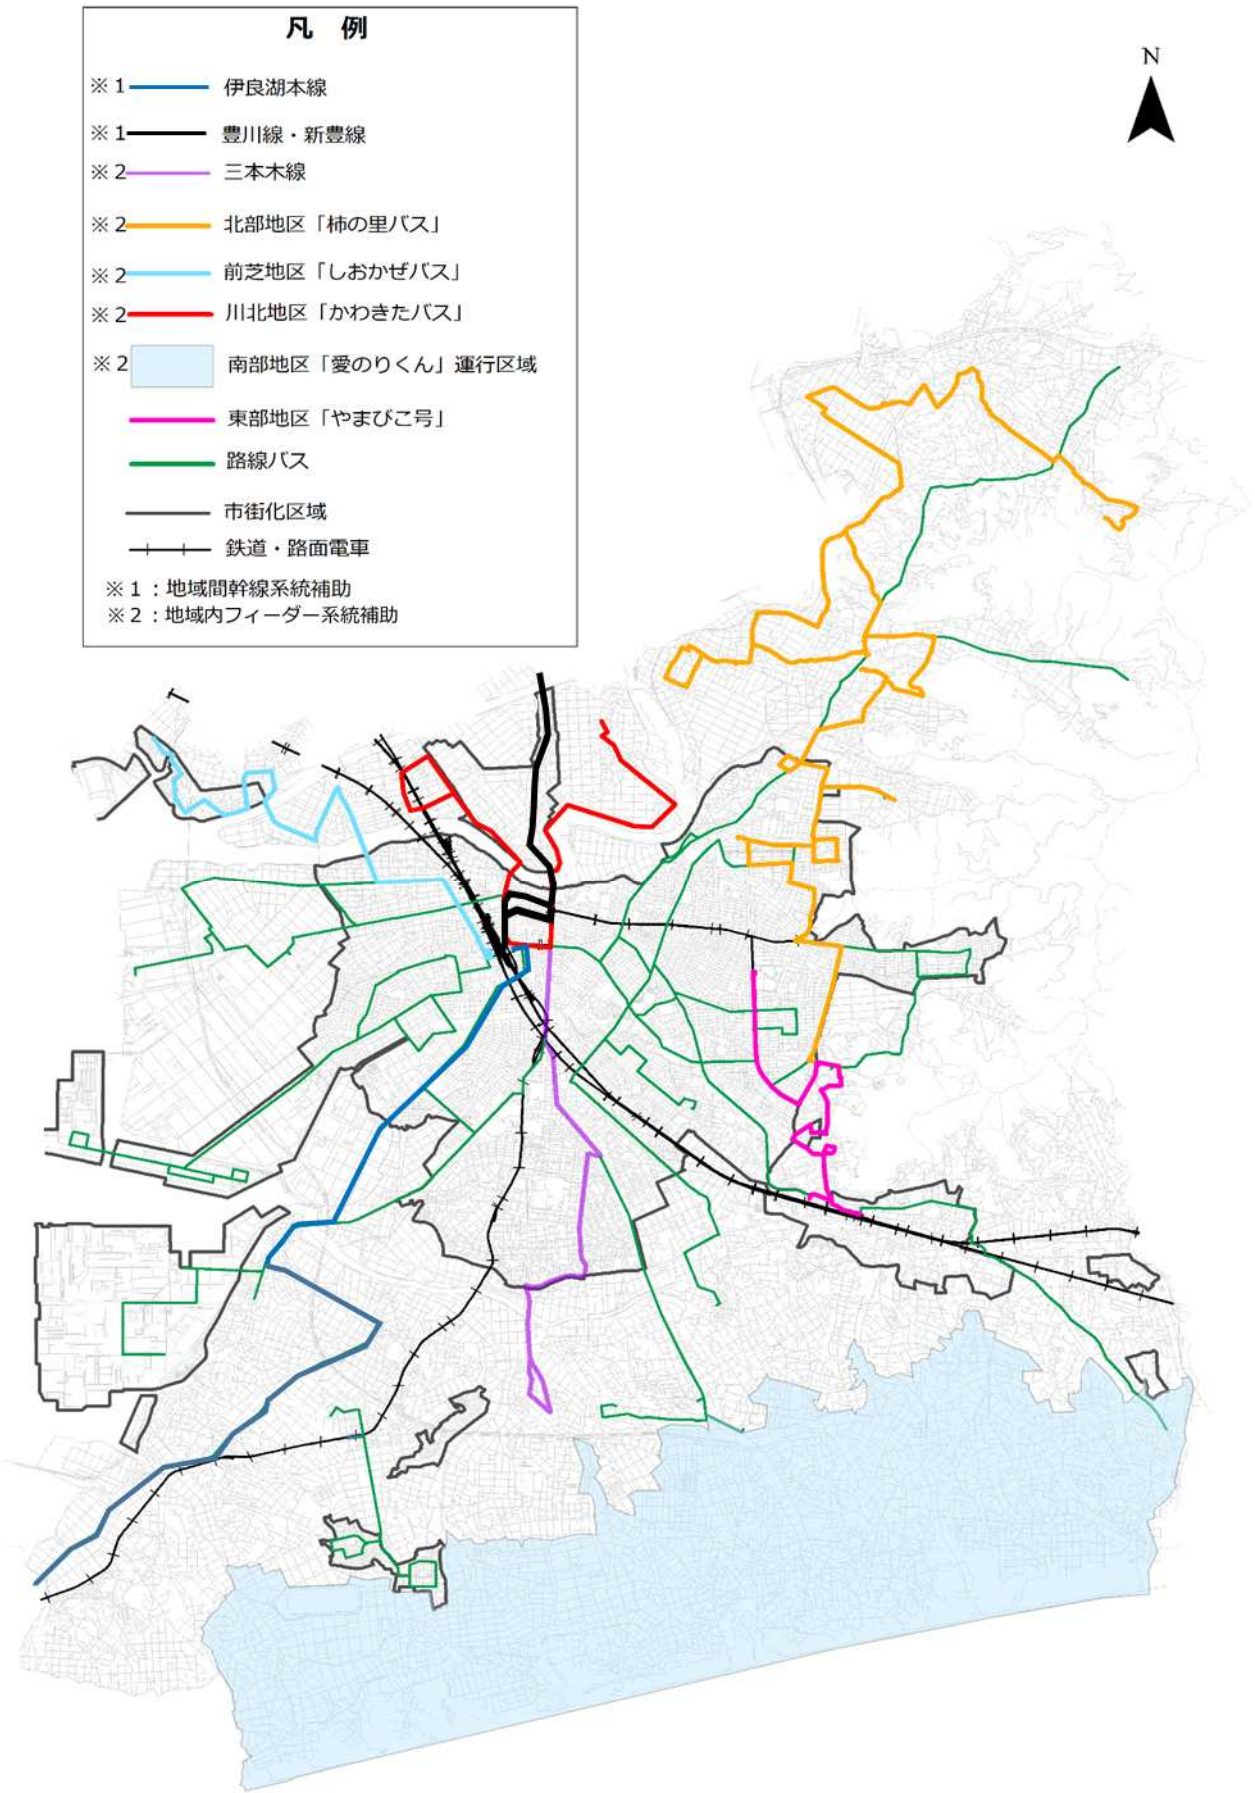 凡 例
※1 伊良湖本線
※1 豊川線・新豊線
※2 三本木線
※2 北部地区「柿の里バス」
※2 前芝地区「しおかぜバス」
※2 川北地区「かわきたバス」
※2 南部地区「愛のりくん」運行区域
東部地区「やまびこ号」
路線バス
市街化区域
鉄道・路面電車
※1：地域間幹線系統補助
※2：地域内フィーダー系統補助
N